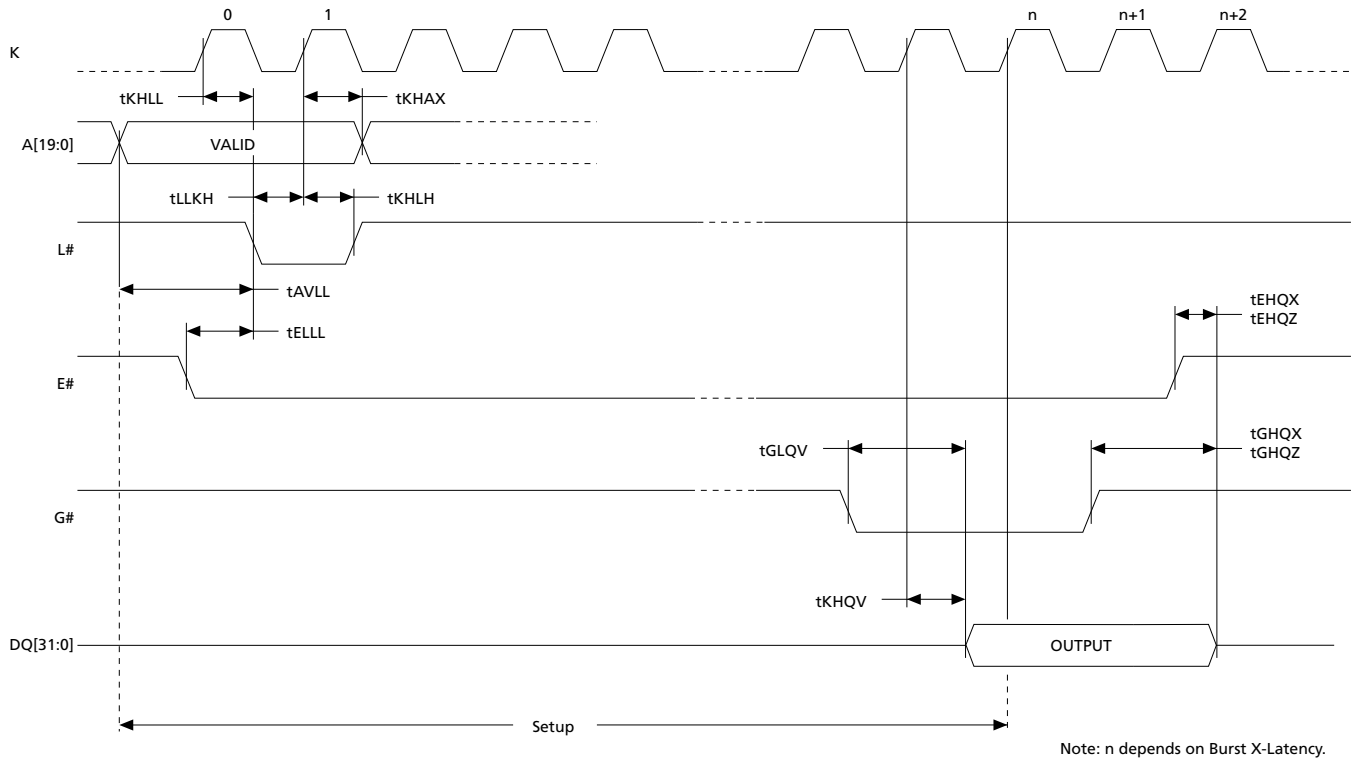 0 1 n n+1 n+2
K
tKHLL tKHAX
A[19:0] VALID
tLLKH tKHLH
L#
tAVLL
tEHQX
tEHQZ
tELLL
E#
tGHQX
tGHQZ
tGLQV
G#
tKHQV
DQ[31:0] OUTPUT
Setup
Note: n depends on Burst X-Latency.